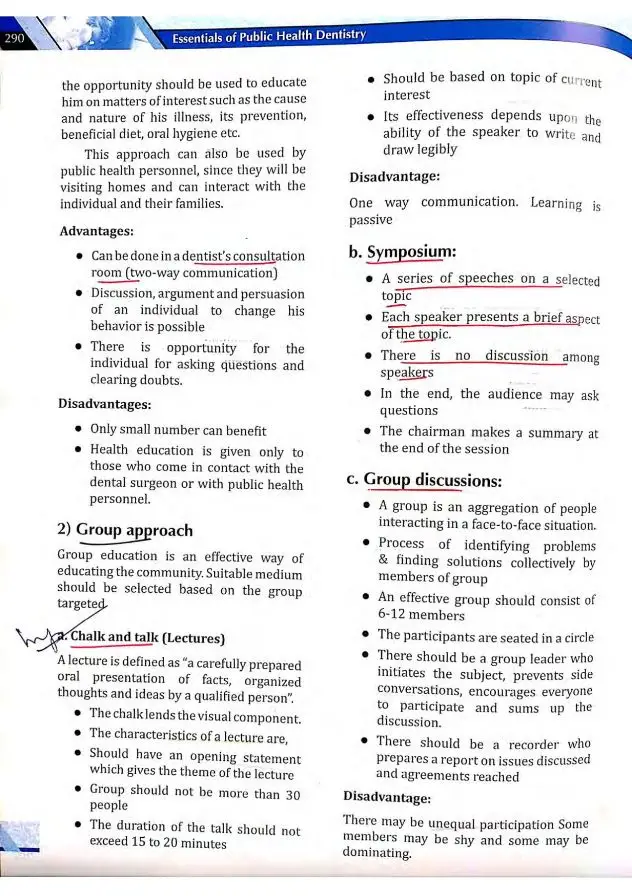 290
Essentials of Public Health Dentistry
the opportunity should be used to educate
him on matters of interest such as the cause
and nature of his illness, its prevention,
beneficial diet, oral hygiene etc.
This approach can also be used by
public health personnel, since they will be
visiting homes and can interact with the
individual and their families.
Advantages:
• Can be done in a dentist's consultation
room (two-way communication)
• Discussion, argument and persuasion
of an individual to change his
behavior is possible
• There is opportunity for the
individual for asking questions and
clearing doubts.
Disadvantages:
• Only small number can benefit
• Health education is given only to
those who come in contact with the
dental surgeon or with public health
personnel.
2) Group approach
Group education is an effective way of
educating the community. Suitable medium
should be selected based on the group
targeted.
a. Chalk and talk (Lectures)
A lecture is defined as "a carefully prepared
oral presentation of facts, organized
thoughts and ideas by a qualified person".
• The chalk lends the visual component.
• The characteristics of a lecture are,
• Should have an opening statement
which gives the theme of the lecture
• Group should not be more than 30
people
• The duration of the talk should not
exceed 15 to 20 minutes
• Should be based on topic of current
interest
• Its effectiveness depends upon the
ability of the speaker to write and
draw legibly
Disadvantage:
One way communication. Learning is
passive
b. Symposium:
• A series of speeches on a selected
topic
• Each speaker presents a brief aspect
of the topic.
• There is no discussion among
speakers
• In the end, the audience may ask
questions
• The chairman makes a summary at
the end of the session
c. Group discussions:
• A group is an aggregation of people
interacting in a face-to-face situation.
• Process of identifying problems
& finding solutions collectively by
members of group
• An effective group should consist of
6-12 members
• The participants are seated in a circle
• There should be a group leader who
initiates the subject, prevents side
conversations, encourages everyone
to participate and sums up the
discussion.
• There should be a recorder who
prepares a report on issues discussed
and agreements reached
Disadvantage:
There may be unequal participation Some
members may be shy and some may be
dominating.